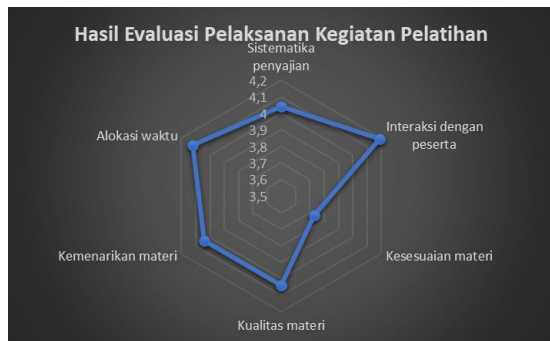 Hasil Evaluasi Pelaksanan Kegiatan Pelatihan
Sistematika
penyajian
4,2
4,1
4
3,9
3,8
3,7
3,6
3,5
Interaksi dengan
peserta
Alokasi waktu
Kemenarikan materi
Kesesuaian materi
Kualitas materi